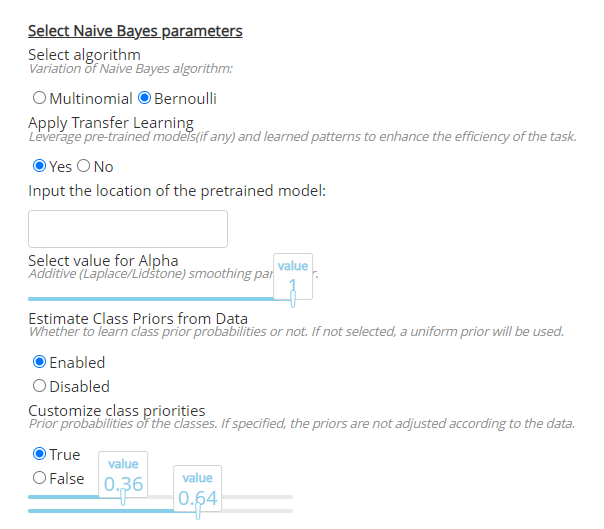 Select Naive Bayes parameters
Select algorithm
Variation of Naive Bayes algorithm:
Multinomial Bernoulli
Apply Transfer Learning
Leverage pre-trained models(if any) and learned patterns to enhance the efficiency of the task.
Yes No
Input the location of the pretrained model:
Select value for Alpha
Additive (Laplace/Lidstone) smoothing
value
1
Estimate Class Priors from Data
Whether to learn class prior probabilities or not. If not selected, a uniform prior will be used.
Enabled
Disabled
Customize class priorities
Prior probabilities of the classes. If specified, the priors are not adjusted according to the data.
True
False
value
0.36
value
0.64